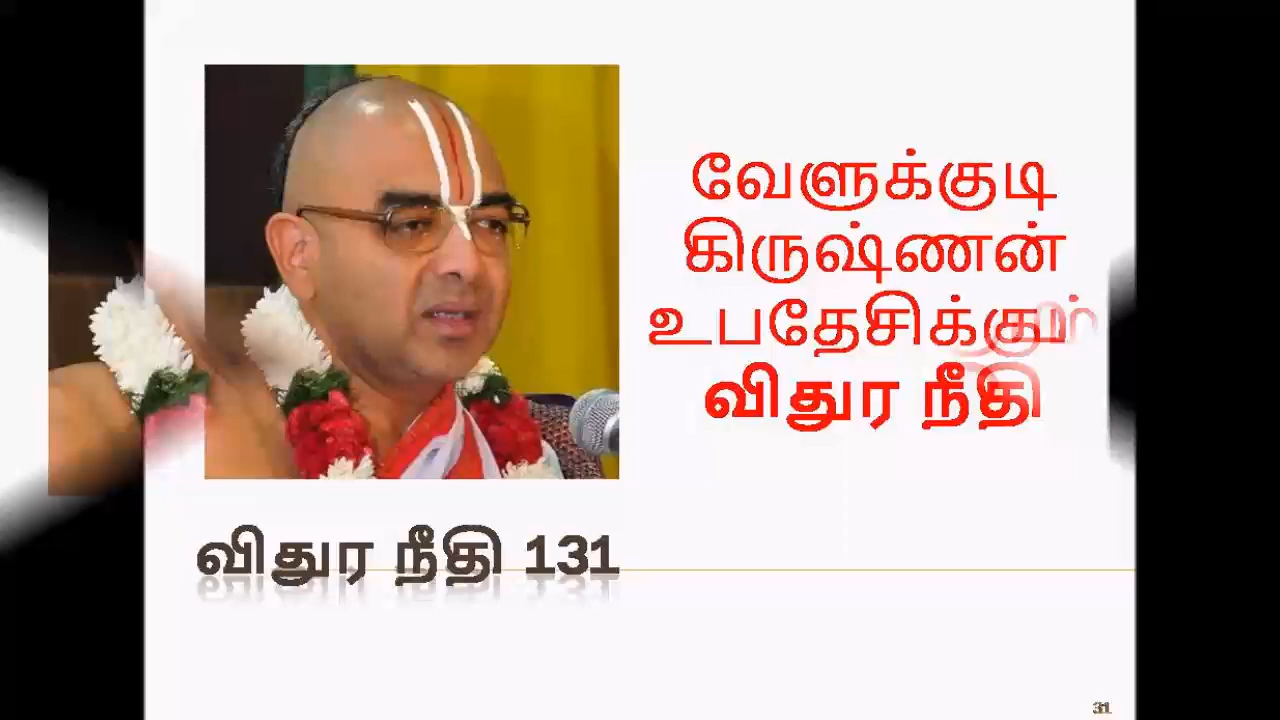 வேளுக்குடி
கிருஷ்ணன்
உபதேசிக்கும்
விதுர நீதி
விதுர நீதி 131
31